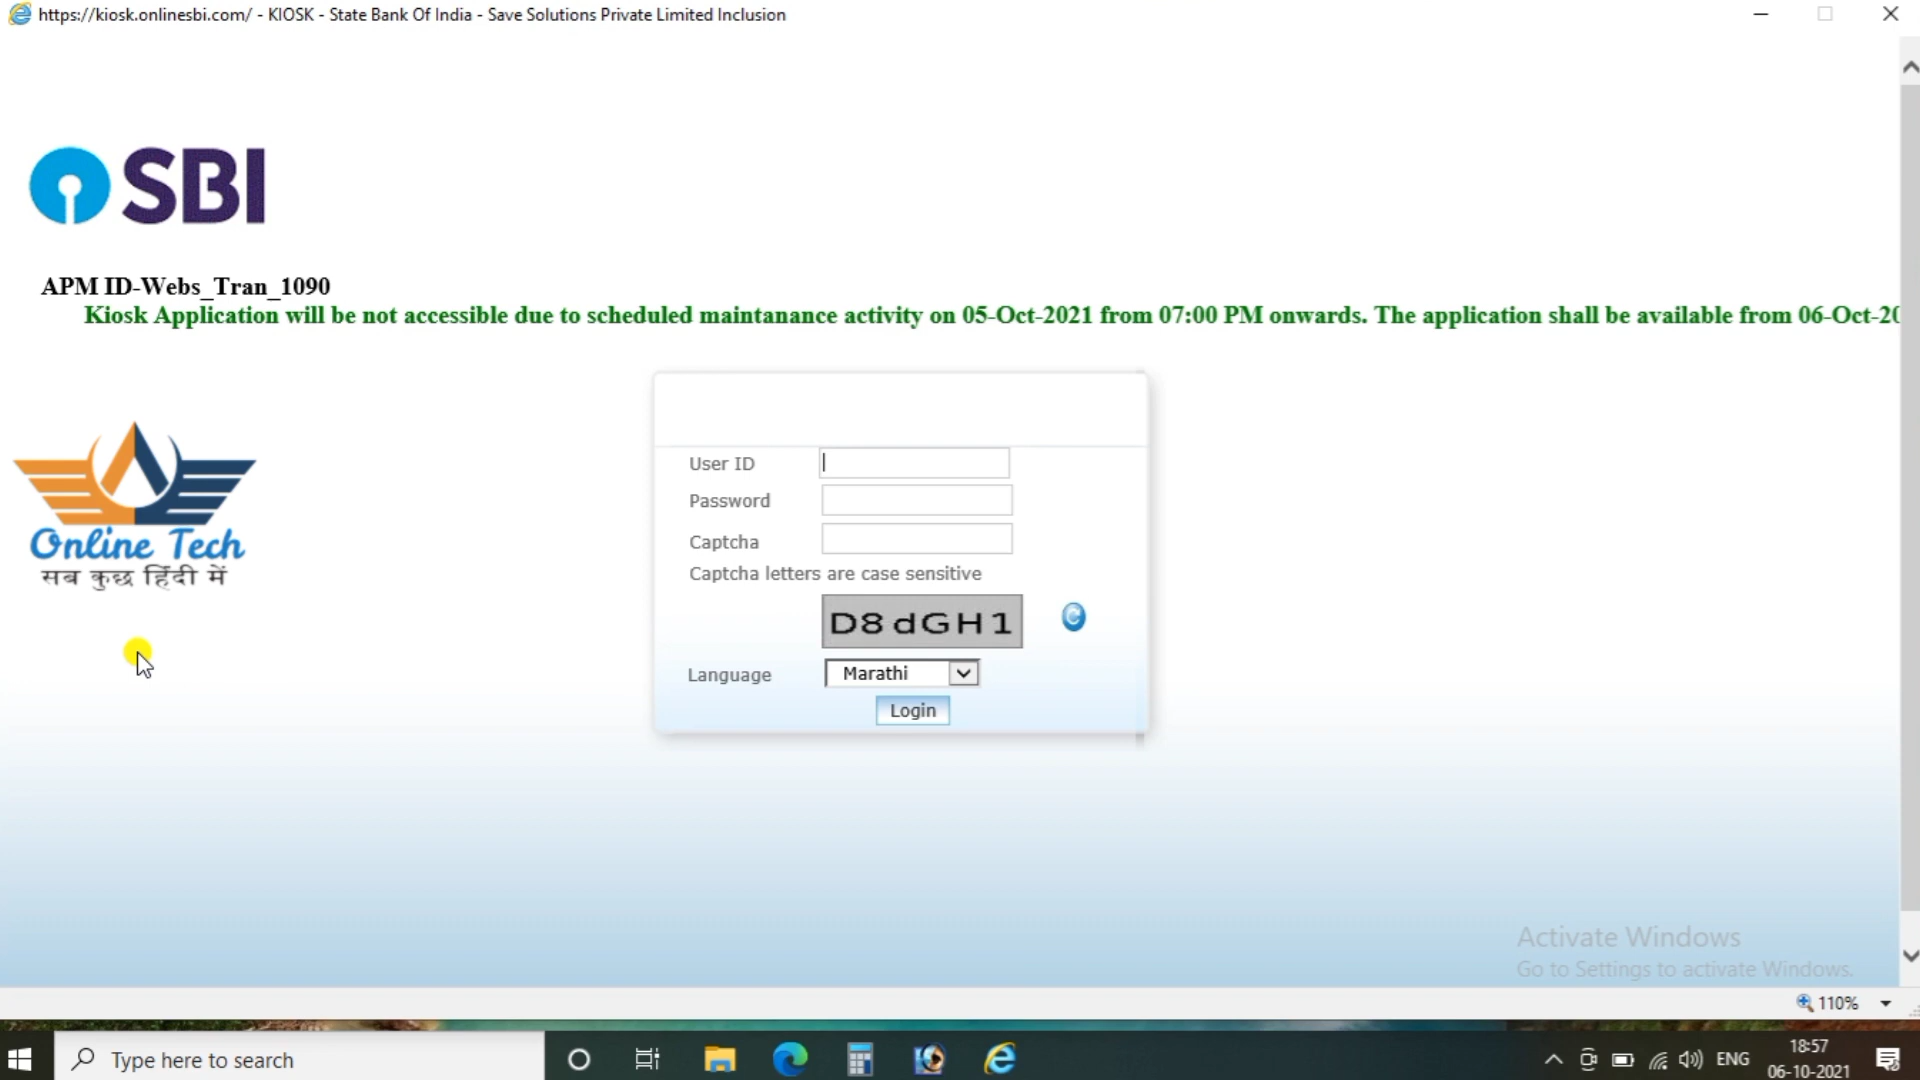 https://kiosk.onlinesbi.com/ - KIOSK - State Bank Of India - Save Solutions Private Limited Inclusion
SBI
APM ID-Webs_Tran_1090
Kiosk Application will be not accessible due to scheduled maintanance activity on 05-Oct-2021 from 07:00 PM onwards. The application shall be available from 06-Oct-20
User ID
Password
Captcha
Captcha letters are case sensitive
D8dGH1
Language Marathi
Login
Online Tech
सब कुछ हिंदी में
Activate Windows
Go to Settings to activate Windows.
110%
Type here to search
ENG
18:57
06-10-2021